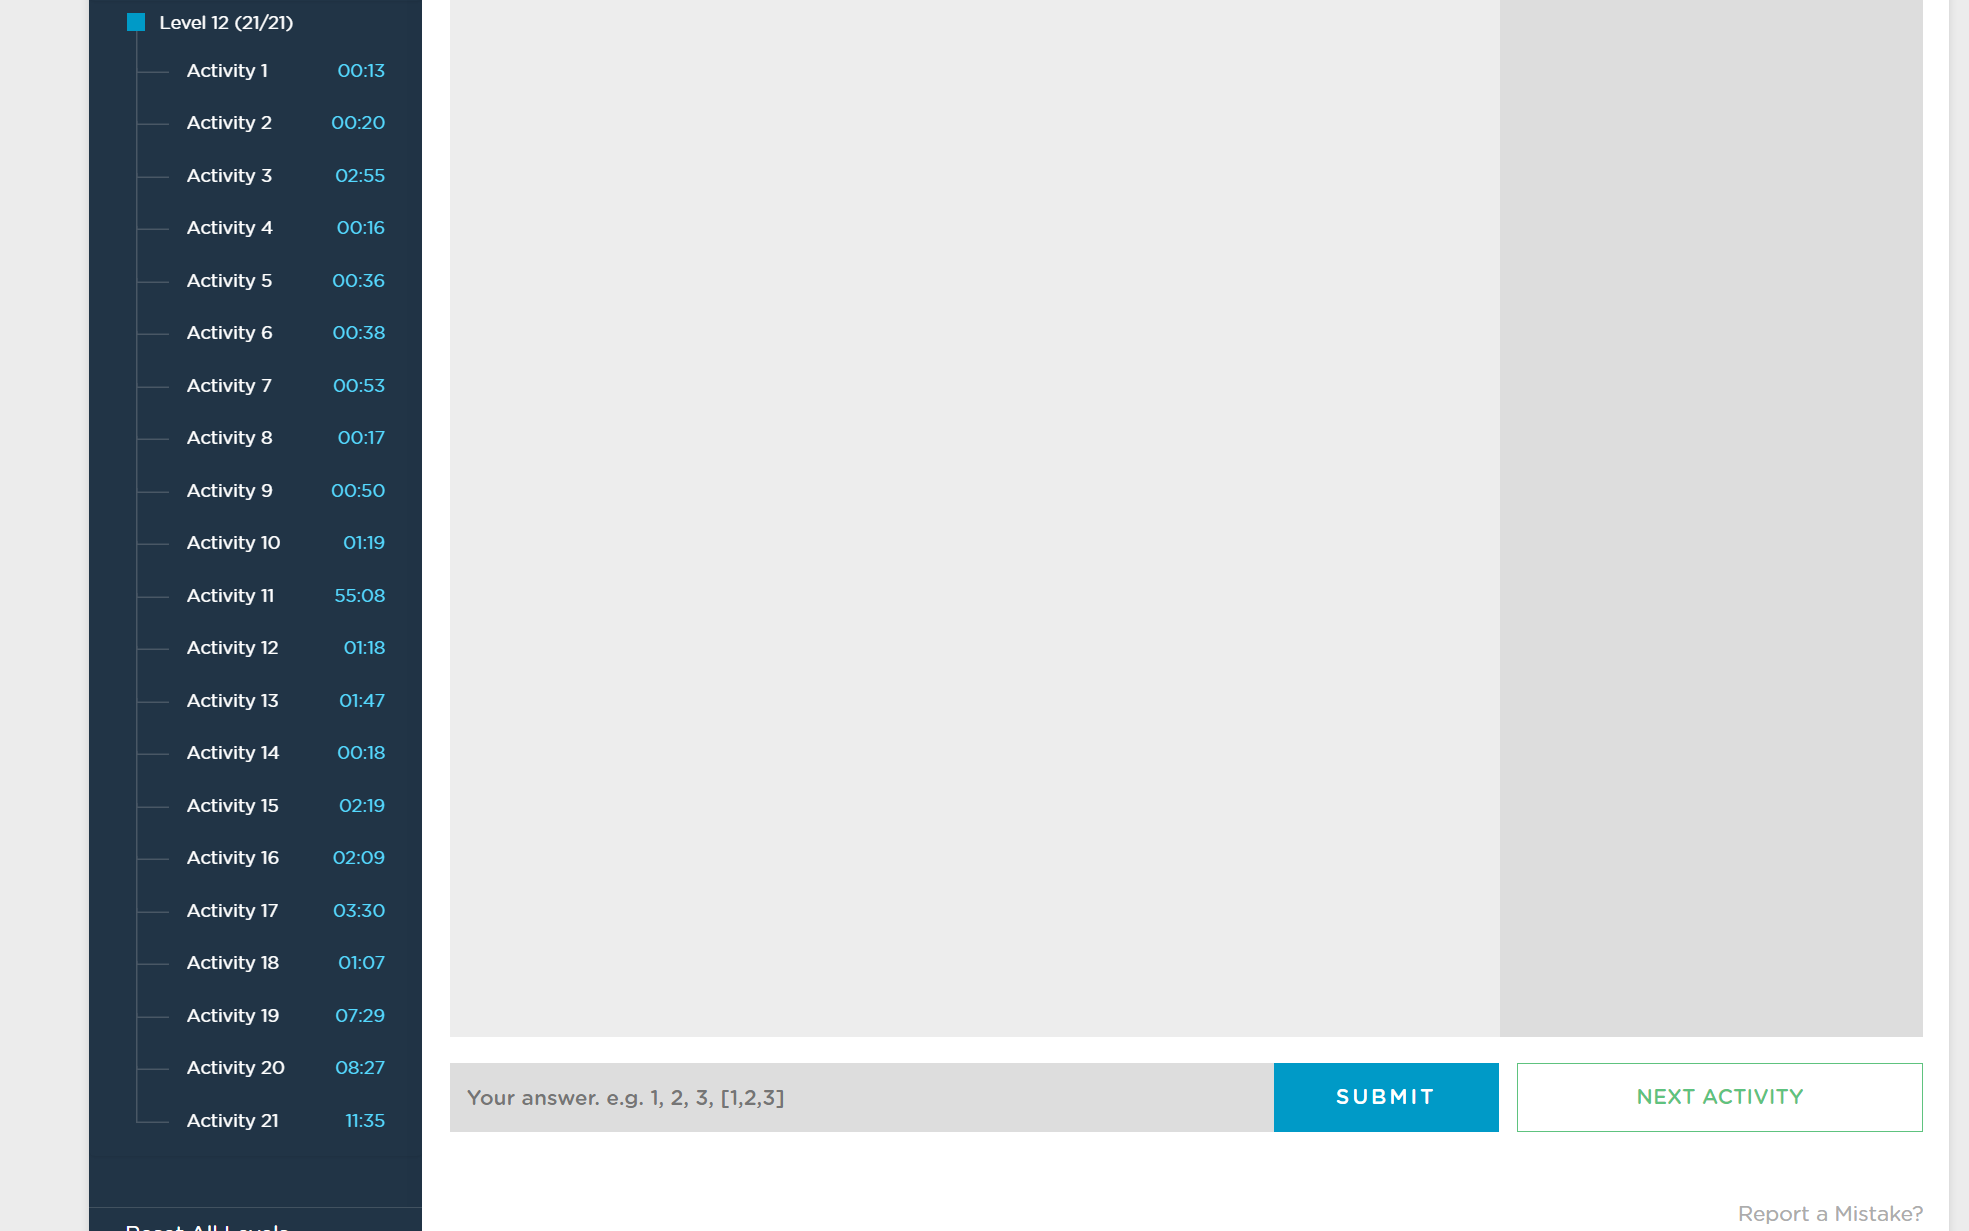 Level 12 (21/21)
Activity 1 00:13
Activity 2 00:20
Activity 3 02:55
Activity 4 00:16
Activity 5 00:36
Activity 6 00:38
Activity 7 00:53
Activity 8 00:17
Activity 9 00:50
Activity 10 01:19
Activity 11 55:08
Activity 12 01:18
Activity 13 01:47
Activity 14 00:18
Activity 15 02:19
Activity 16 02:09
Activity 17 03:30
Activity 18 01:07
Activity 19 07:29
Activity 20 08:27
Activity 21 11:35
Reset All Levels
Your answer. e.g. 1, 2, 3, [1,2,3]
SUBMIT
NEXT ACTIVITY
Report a Mistake?